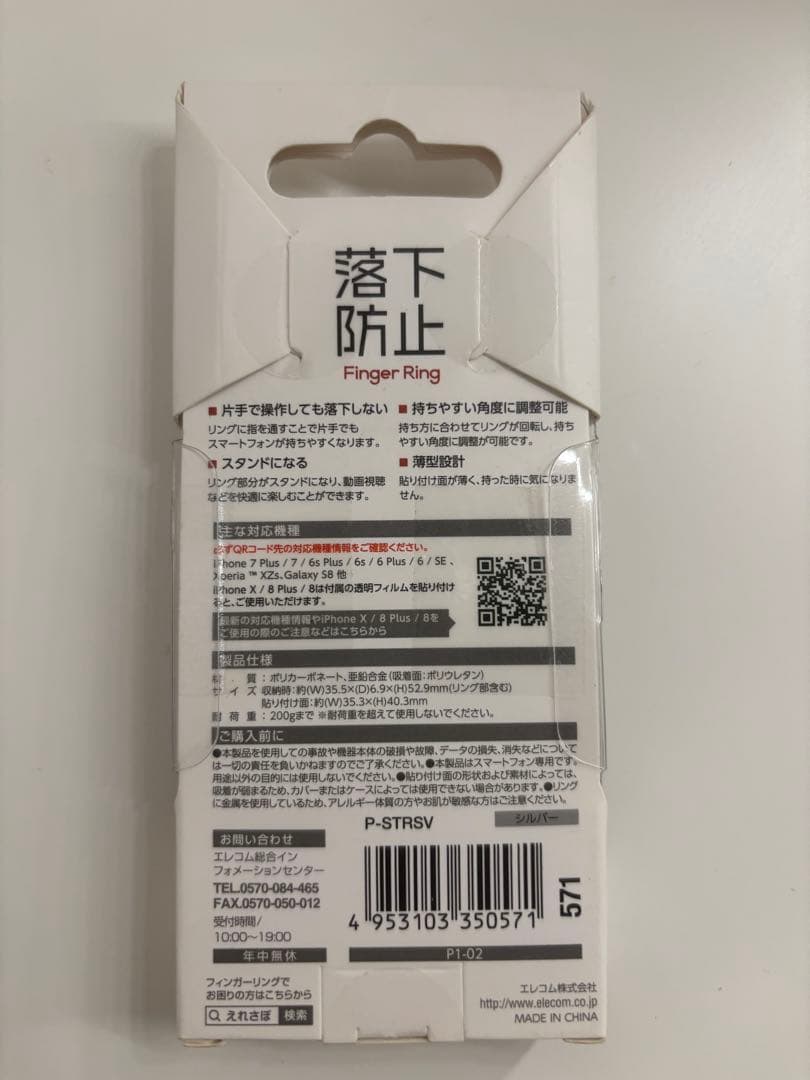 落下
防止
Finger Ring
■ 片手で操作しても落下しない
リングに指を通すことで片手でも
スマートフォンが持ちやすくなります。
■ 持ちやすい角度に調整可能
持ち方に合わせてリングが回転し、持ち
やすい角度に調整が可能です。
■ スタンドになる
リング部分がスタンドになり、動画視聴
などを快適に楽しむことができます。
■ 薄型設計
貼り付け面が薄く、持った時に気になりま
せん。
主な対応機種
必ずQRコード先の対応機種情報をご確認ください。
iPhone 7 Plus / 7 / 6s Plus / 6s / 6 Plus / 6 / SE 、
Xperia ™ XZs、Galaxy S8 他
iPhone X / 8 Plus / 8は付属の透明フィルムを貼り付け
ると、ご使用いただけます。
最新の対応機種情報やiPhone X / 8 Plus / 8を
ご使用の際のご注意などはこちらから
製品仕様
材 質 : ポリカーボネート、亜鉛合金(吸着面:ポリウレタン)
サ イ ズ 収納時:約(W)35.5×(D)6.9×(H)52.9mm(リング部含む)
貼り付け面:約(W)35.3×(H)40.3mm
耐 荷 重 : 200gまで ※耐荷重を超えて使用しないでください。
ご購入前に
●本製品を使用しての事故や機器本体の破損や故障、データの損失、消失などについて
は一切の責任を負いかねますのでご了承ください。●本製品はスマートフォン専用です。
用途以外の目的には使用しないでください。●貼り付け面の形状および素材によっては、
吸着が弱まるため、カバーまたはケースによっては使用できない場合があります。●リング
に金属を使用しているため、アレルギー体質の方やお肌が敏感な方はご注意ください。
P-STRSV
シルバー
お問い合わせ
エレコム総合イン
フォメーションセンター
TEL.0570-084-465
FAX.0570-050-012
受付時間/
10:00〜19:00
年中無休
4 953103 350571
571
P1-02
フィンガーリングで
お困りの方はこちらから
えれさぽ 検索
エレコム株式会社
http://www.elecom.co.jp
MADE IN CHINA